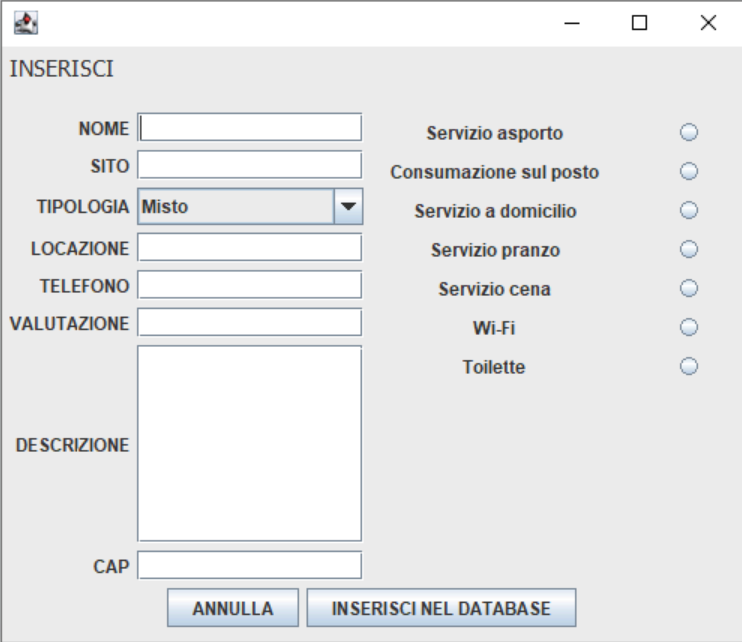 INSERISCI
NOME
SITO
TIPOLOGIA Misto
LOCAZIONE
TELEFONO
VALUTAZIONE
DESCRIZIONE
CAP
Servizio asporto
Consumazione sul posto
Servizio a domicilio
Servizio pranzo
Servizio cena
Wi-Fi
Toilette
ANNULLA
INSERISCI NEL DATABASE